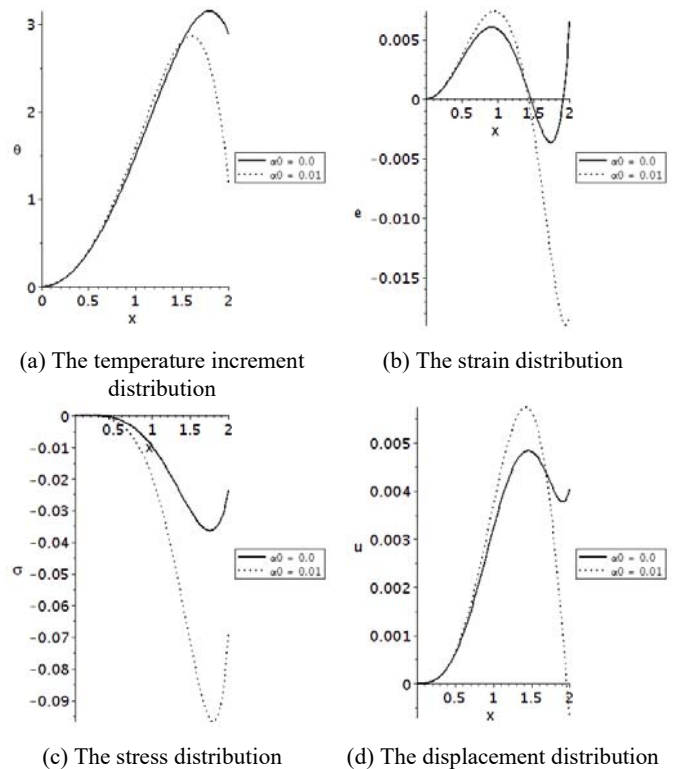 3
2
θ
1
0
0
0.5
1
1.5
2
x
α0 = 0.0
α0 = 0.01
(a) The temperature increment
distribution
0.005
0
0.5
1
1.5
2
x
-0.005
e
-0.010
-0.015
α0 = 0.0
α0 = 0.01
(b) The strain distribution
0
0.5
1
1.5
2
x
-0.01
-0.02
-0.03
-0.04
σ
-0.05
-0.06
-0.07
-0.08
-0.09
α0 = 0.0
α0 = 0.01
(c) The stress distribution
0.005
0.004
u
0.003
0.002
0.001
0
0.5
1
1.5
2
x
α0 = 0.0
α0 = 0.01
(d) The displacement distribution